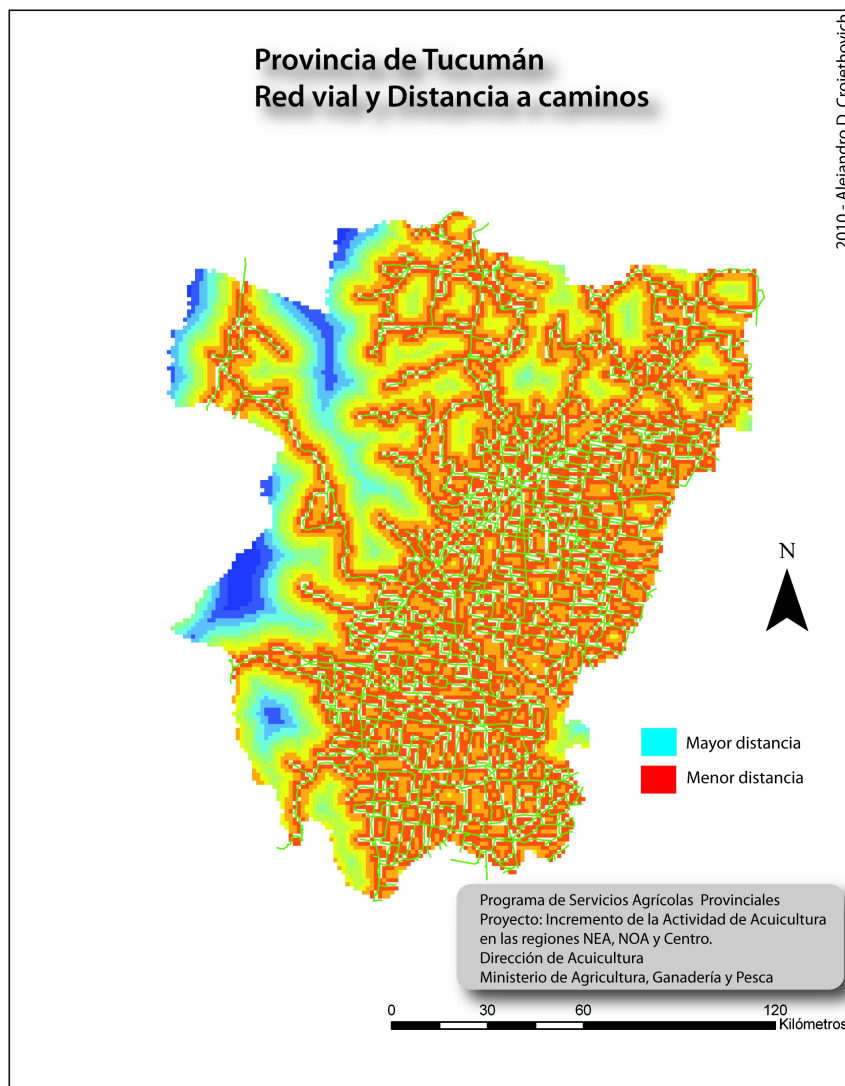 Provincia de Tucumán
Red vial y Distancia a caminos
2010 - Alejandro D. Crojethovich
N
Mayor distancia
Menor distancia
Programa de Servicios Agrícolas Provinciales
Proyecto: Incremento de la Actividad de Acuicultura
en las regiones NEA, NOA y Centro.
Dirección de Acuicultura
Ministerio de Agricultura, Ganadería y Pesca
0 30 60 120
Kilómetros